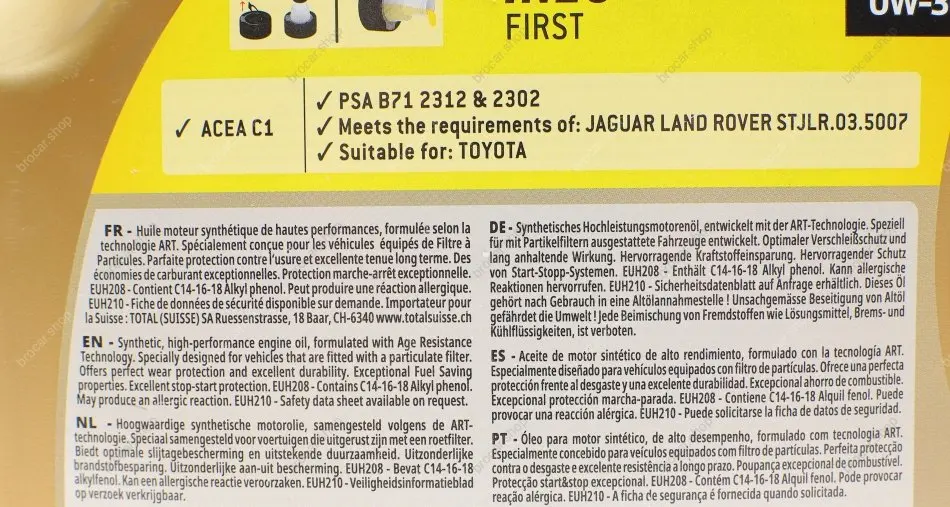 FIRST
0W-3
✓ ACEA C1
✓ PSA B71 2312 & 2302
✓ Meets the requirements of: JAGUAR LAND ROVER STJLR.03.5007
✓ Suitable for: TOYOTA
FR - Huile moteur synthétique de hautes performances, formulée selon la
technologie ART. Spécialement conçue pour les véhicules équipés de Filtre à
Particules. Parfaite protection contre l'usure et excellente tenue long terme. Des
économies de carburant exceptionnelles. Protection marche-arrêt exceptionnelle.
EUH208 - Contient C14-16-18 Alkyl phenol. Peut produire une réaction allergique.
EUH210 - Fiche de données de sécurité disponible sur demande. Importateur pour
la Suisse : TOTAL (SUISSE) SA Ruessenstrasse, 18 Baar, CH-6340 www.totalsuisse.ch
EN - Synthetic, high-performance engine oil, formulated with Age Resistance
Technology. Specially designed for vehicles that are fitted with a particulate filter.
Offers perfect wear protection and excellent durability. Exceptional Fuel Saving
properties. Excellent stop-start protection. EUH208 - Contains C14-16-18 Alkyl phenol.
May produce an allergic reaction. EUH210 - Safety data sheet available on request.
NL - Hoogwaardige synthetische motorolie, samengesteld volgens de ART-
technologie. Speciaal samengesteld voor voertuigen die uitgerust zijn met een roetfilter.
Biedt optimale slijtagebescherming en uitstekende duurzaamheid. Uitzonderlijke
brandstofbesparing. Uitzonderlijke aan-uit bescherming. EUH208 - Bevat C14-16-18
alkylfenol. Kan een allergische reactie veroorzaken. EUH210 - Veiligheidsinformatieblad
op verzoek verkrijgbaar.
DE - Synthetisches Hochleistungsmotorenöl, entwickelt mit der ART-Technologie. Speziell
für mit Partikelfiltern ausgestattete Fahrzeuge entwickelt. Optimaler Verschleißschutz und
lang anhaltende Wirkung. Hervorragende Kraftstoffeinsparung. Hervorragender Schutz
von Start-Stopp-Systemen. EUH208 - Enthält C14-16-18 Alkyl phenol. Kann allergische
Reaktionen hervorrufen. EUH210 - Sicherheitsdatenblatt auf Anfrage erhältlich. Dieses Öl
gehört nach Gebrauch in eine Altölannahmestelle ! Unsachgemässe Beseitigung von Altöl
gefährdet die Umwelt ! Jede Beimischung von Fremdstoffen wie Lösungsmittel, Brems- und
Kühlflüssigkeiten, ist verboten.
ES - Aceite de motor sintético de alto rendimiento, formulado con la tecnología ART.
Especialmente diseñado para vehículos equipados con filtro de partículas. Ofrece una perfecta
protección frente al desgaste y una excelente durabilidad. Excepcional ahorro de combustible.
Excepcional protección marcha-parada. EUH208 - Contiene C14-16-18 Alquil fenol. Puede
provocar una reacción alérgica. EUH210 - Puede solicitarse la ficha de datos de seguridad.
PT - Óleo para motor sintético, de alto desempenho, formulado com tecnologia ART.
Especialmente concebido para veículos equipados com filtro de partículas. Perfeita protecção
contra o desgaste e excelente resistência a longo prazo. Poupança excepcional de combustível.
Protecção start&stop excepcional. EUH208 - Contém C14-16-18 Alquil fenol. Pode provocar
reação alérgica. EUH210 - A ficha de segurança é fornecida quando solicitada.
brocar.shop